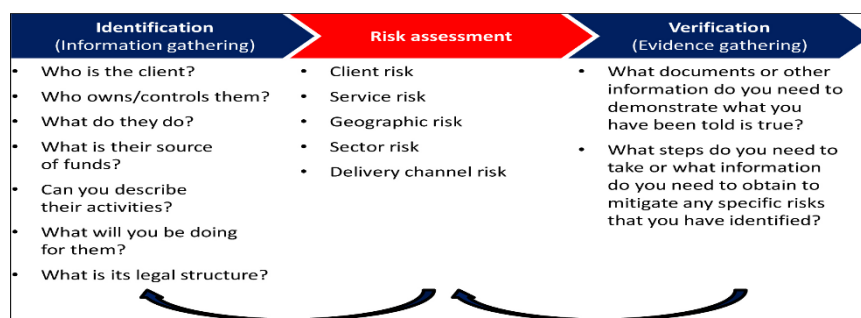 Identification
(Information gathering)
• Who is the client?
• Who owns/controls them?
• What do they do?
• What is their source
of funds?
• Can you describe
their activities?
• What will you be doing
for them?
• What is its legal structure?
Risk assessment
• Client risk
• Service risk
• Geographic risk
• Sector risk
• Delivery channel risk
Verification
(Evidence gathering)
• What documents or other
information do you need to
demonstrate what you
have been told is true?
• What steps do you need to
take or what information
do you need to obtain to
mitigate any specific risks
that you have identified?